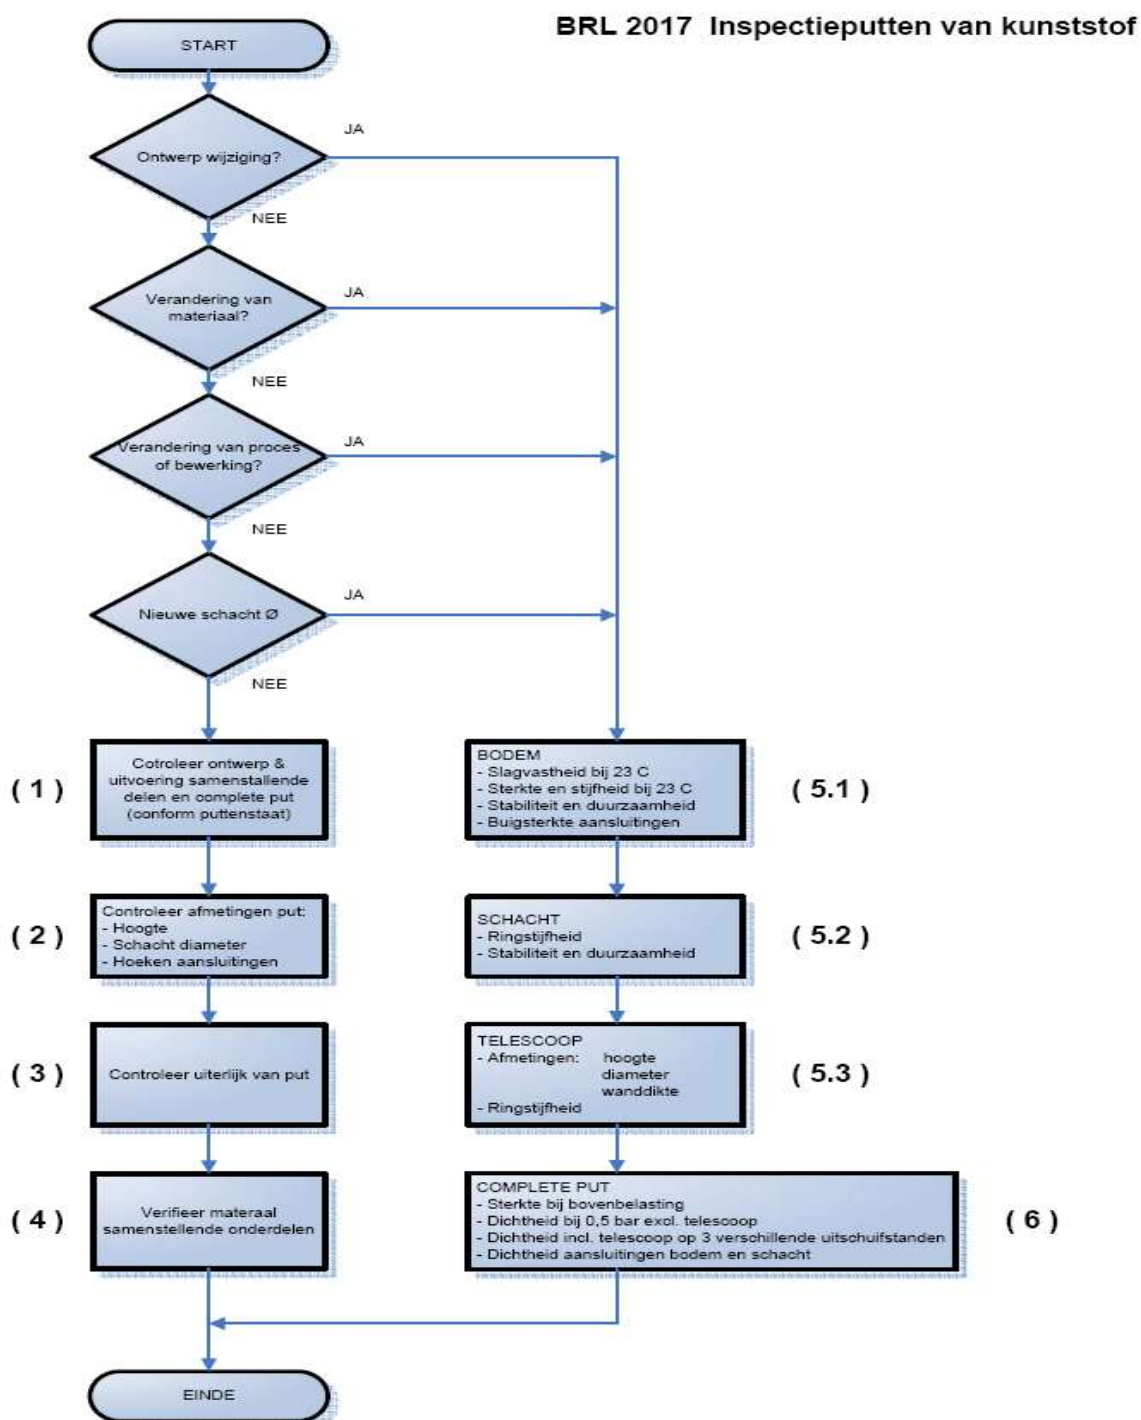 BRL 2017 Inspectieputten van kunststof
START
Ontwerp wijziging?
JA
NEE
Verandering van
materiaal?
JA
NEE
Verandering van proces
of bewerking?
JA
NEE
Nieuwe schacht Ø
JA
NEE
( 1 )
Cotroleer ontwerp &
uitvoering samenstallende
delen en complete put
(conform puttenstaat)
BODEM
- Slagvastheid bij 23 C
- Sterkte en stijfheid bij 23 C
- Stabiliteit en duurzaamheid
- Buigsterkte aansluitingen
( 5.1 )
( 2 )
Controleer afmetingen put:
- Hoogte
- Schacht diameter
- Hoeken aansluitingen
SCHACHT
- Ringstijfheid
- Stabiliteit en duurzaamheid
( 5.2 )
( 3 )
Controleer uiterlijk van put
TELESCOOP
- Afmetingen: hoogte
diameter
wanddikte
- Ringstijfheid
( 5.3 )
( 4 )
Verifieer materaal
samenstellende onderdelen
COMPLETE PUT
- Sterkte bij bovenbelasting
- Dichtheid bij 0,5 bar excl. telescoop
- Dichtheid incl. telescoop op 3 verschillende uitschuifstanden
- Dichtheid aansluitingen bodem en schacht
( 6 )
EINDE